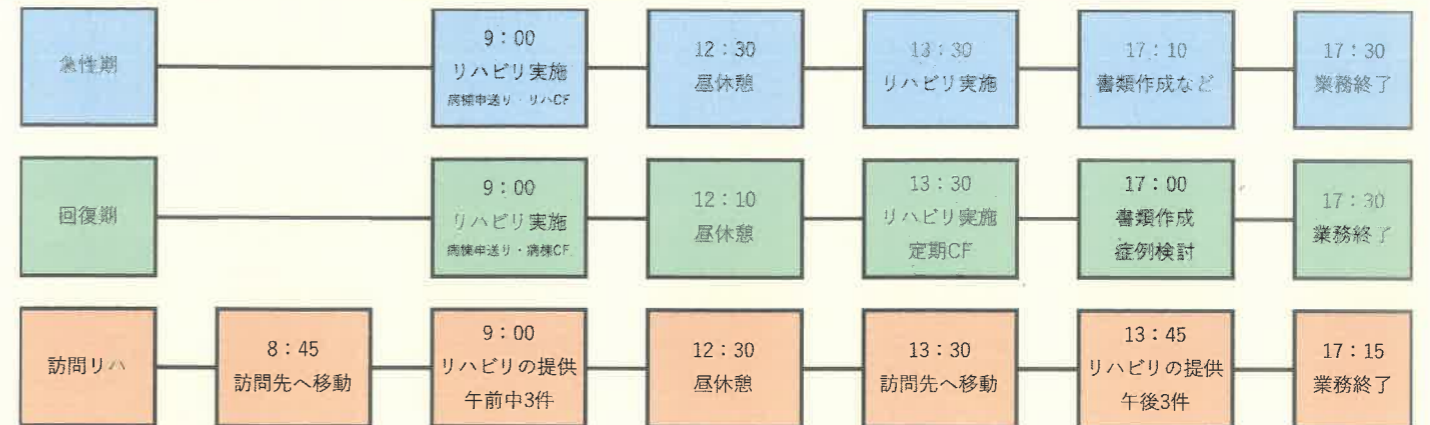 急性期
9：00
リハビリ実施
病棟申送り・リハCF
12：30
昼休憩
13：30
リハビリ実施
17：10
書類作成など
17：30
業務終了
回復期
9：00
リハビリ実施
病棟申送り・病棟CF
12：10
昼休憩
13：30
リハビリ実施
定期CF
17：00
書類作成
症例検討
17：30
業務終了
訪問リハ
8：45
訪問先へ移動
9：00
リハビリの提供
午前中3件
12：30
昼休憩
13：30
訪問先へ移動
13：45
リハビリの提供
午後3件
17：15
業務終了